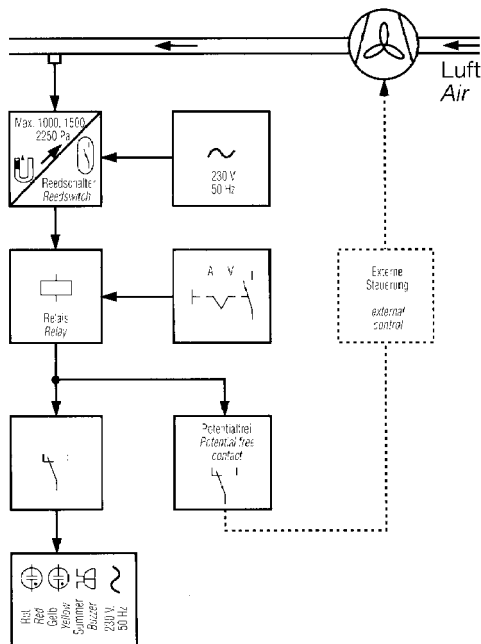 Luft
Air
Max. 1000, 1500,
2250 Pa
Reedschalter
Reedswitch
230 V
50 Hz
Relais
Relay
A V I
Externe
Steuerung
external
control
Potentialfrei
Potential free
contact
Rot
Red
Gelb
Yellow
Summer
Buzzer
230 V.
50 Hz